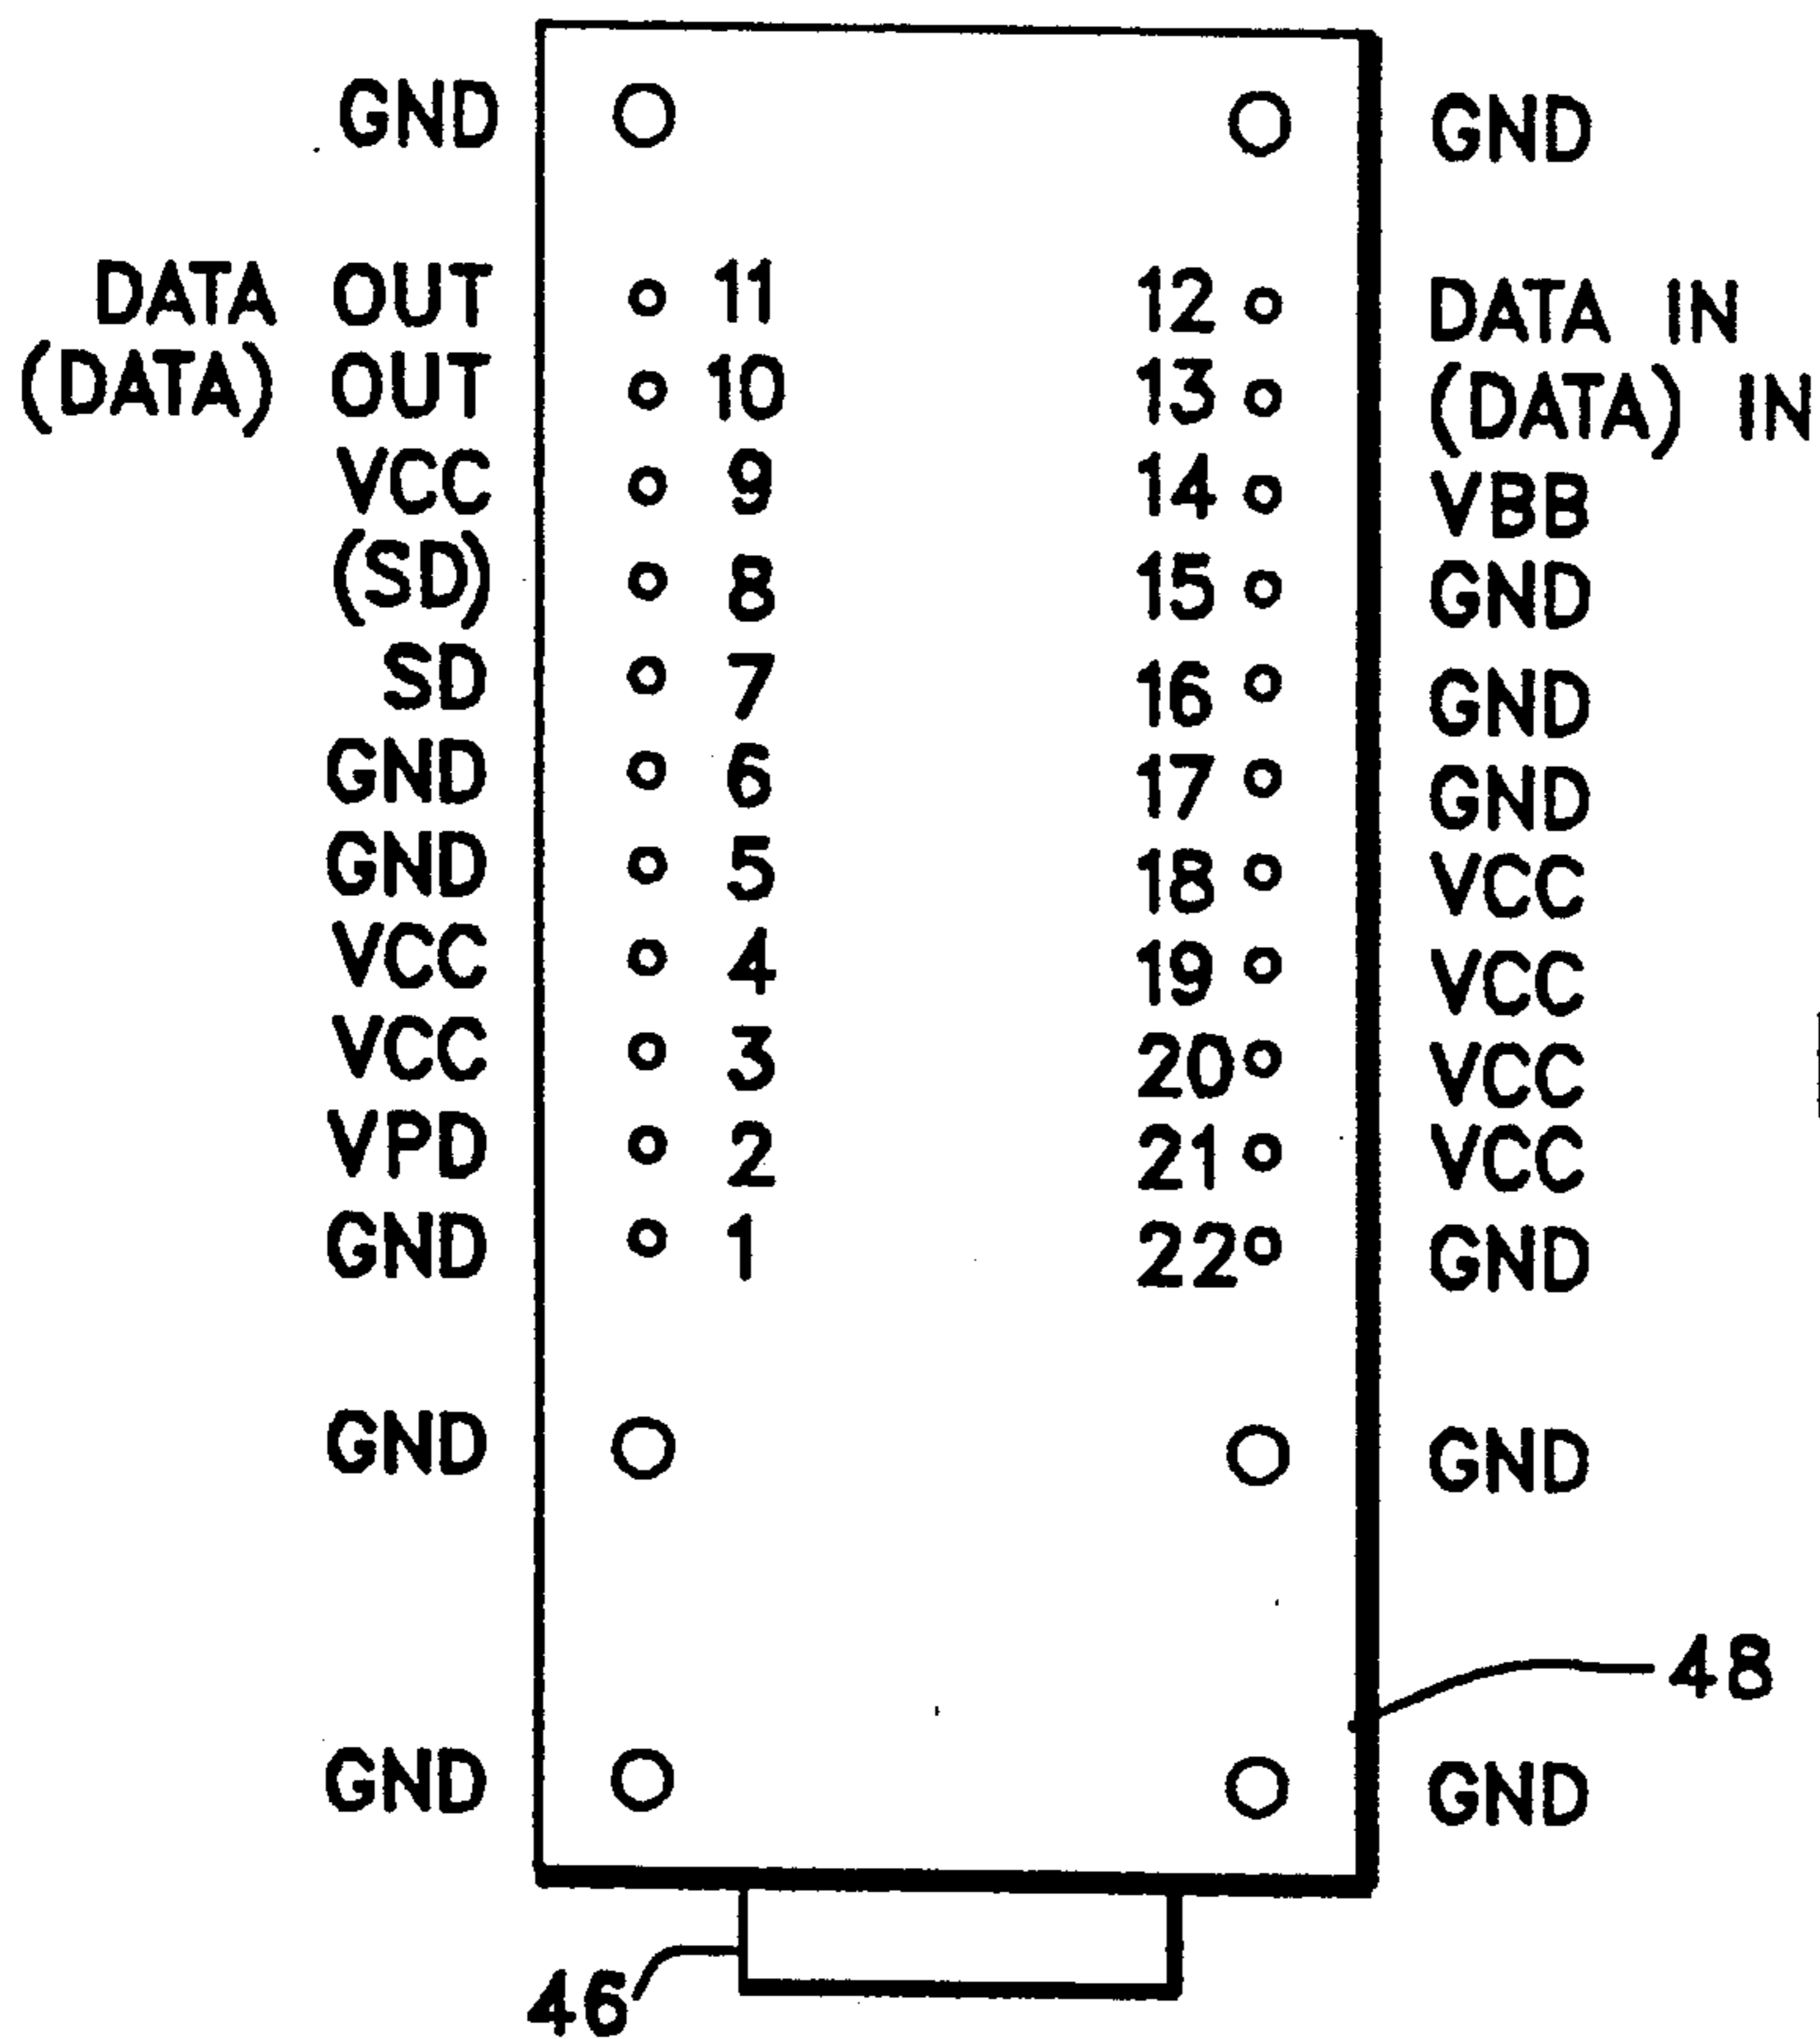 GND GND
DATA OUT 11 12 DATA IN
(DATA) OUT 10 13 (DATA) IN
VCC 9 14 VBB
(SD) 8 15 GND
SD 7 16 GND
GND 6 17 GND
GND 5 18 VCC
VCC 4 19 VCC
VCC 3 20 VCC
VPD 2 21 VCC
GND 1 22 GND
GND GND
48
GND GND
46